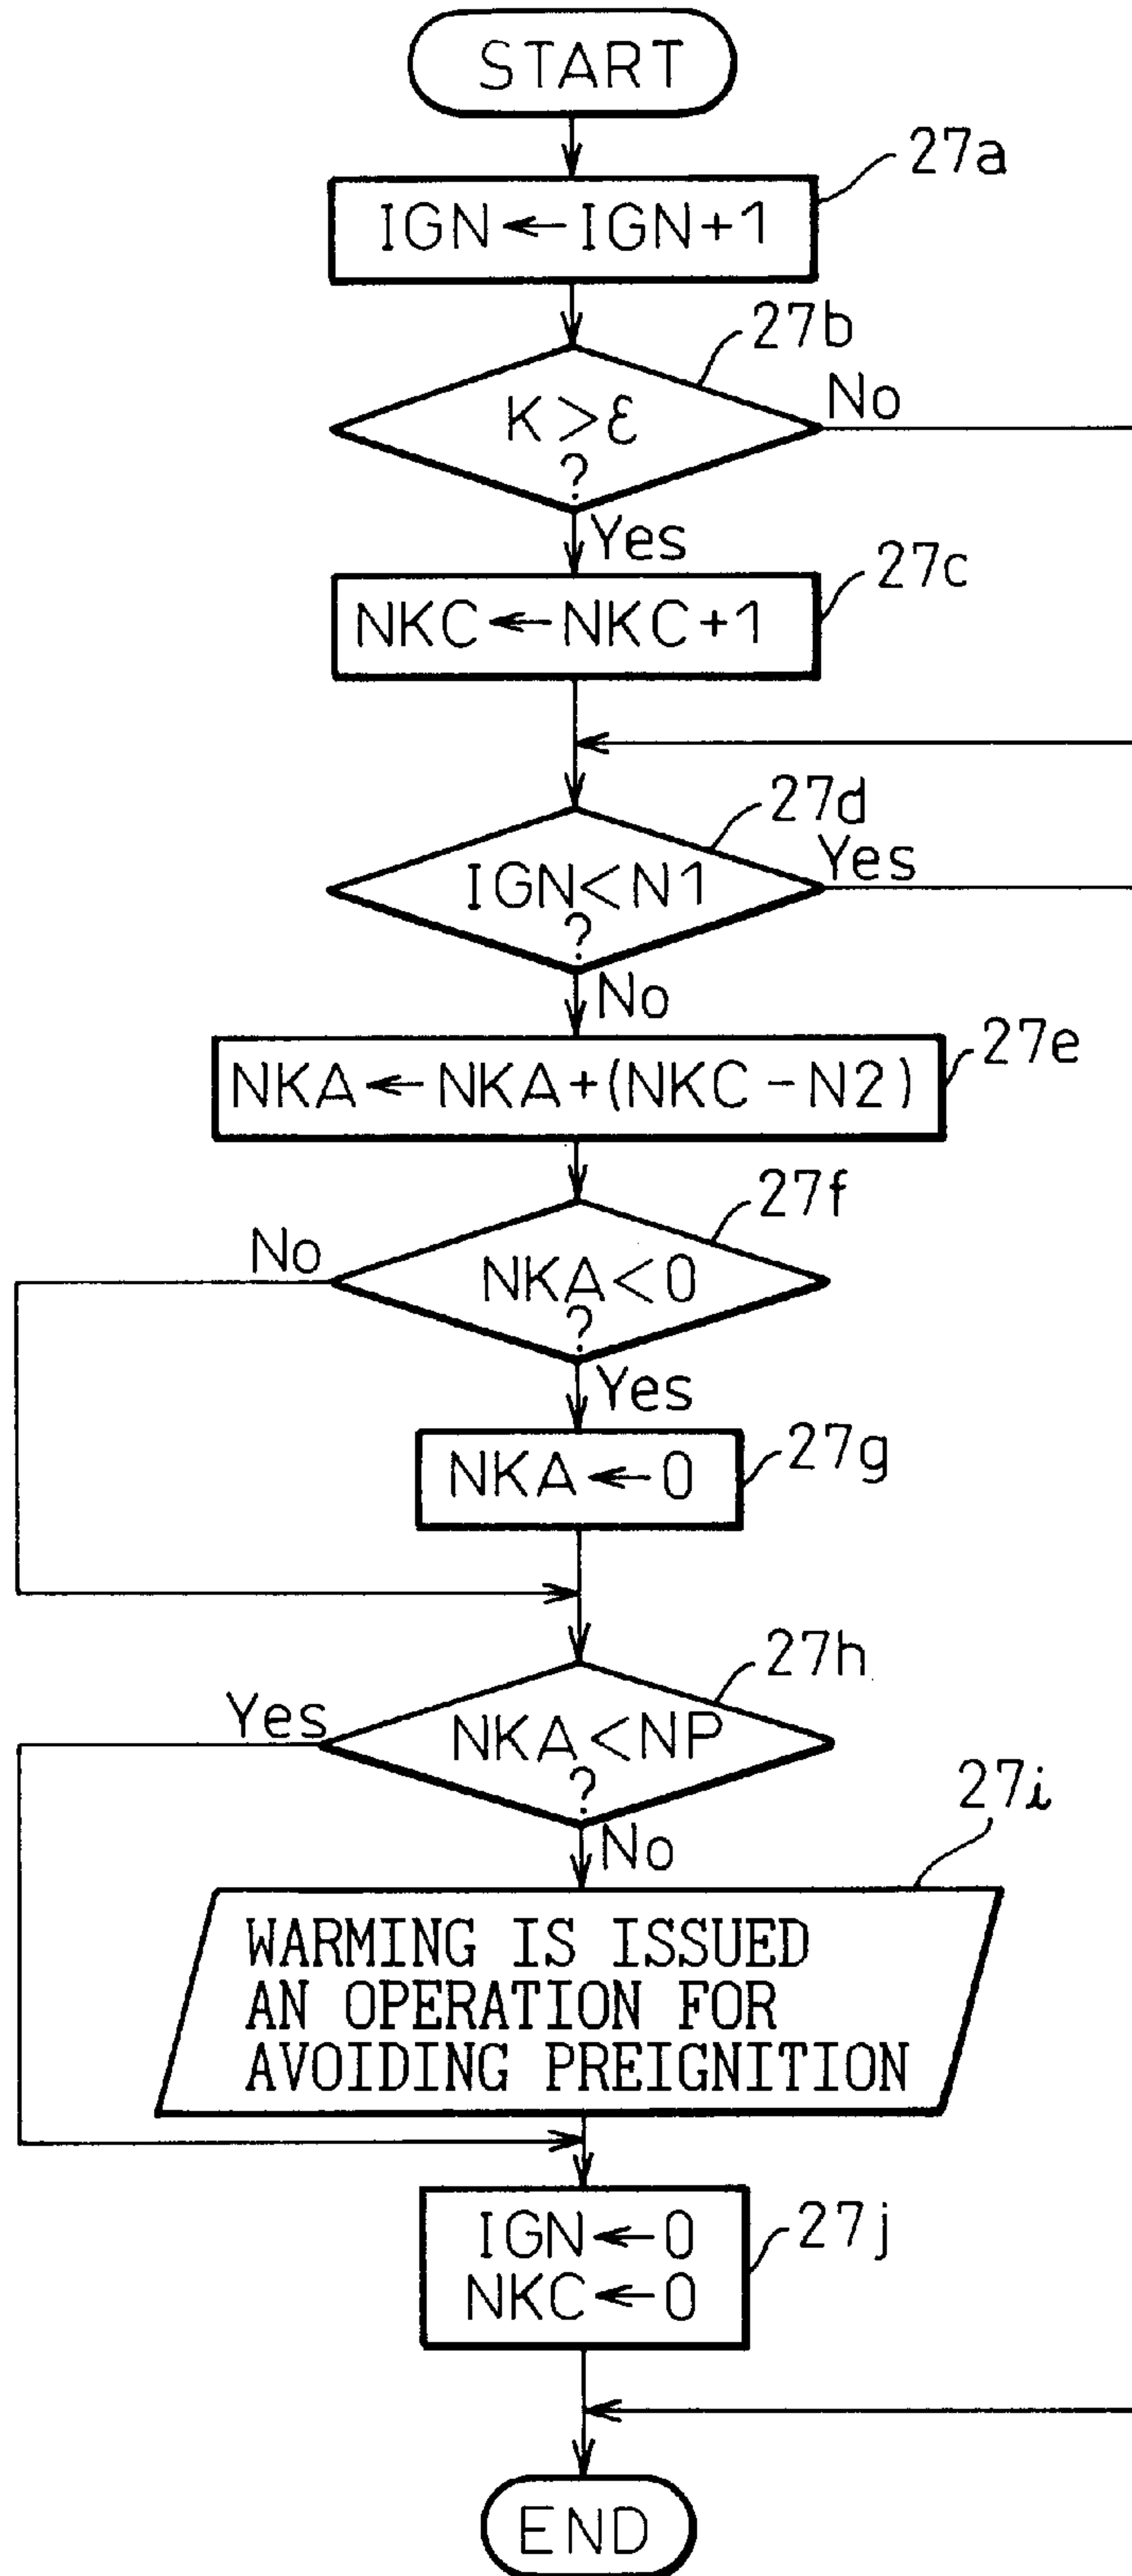 START
27a
IGN←IGN+1
27b
K>ε
?
No
Yes
27c
NKC←NKC+1
27d
IGN<N1
?
Yes
No
27e
NKA←NKA+(NKC-N2)
27f
NKA<0
?
No
Yes
27g
NKA←0
27h
NKA<NP
?
Yes
No
27i
WARMING IS ISSUED
AN OPERATION FOR
AVOIDING PREIGNITION
27j
IGN←0
NKC←0
END